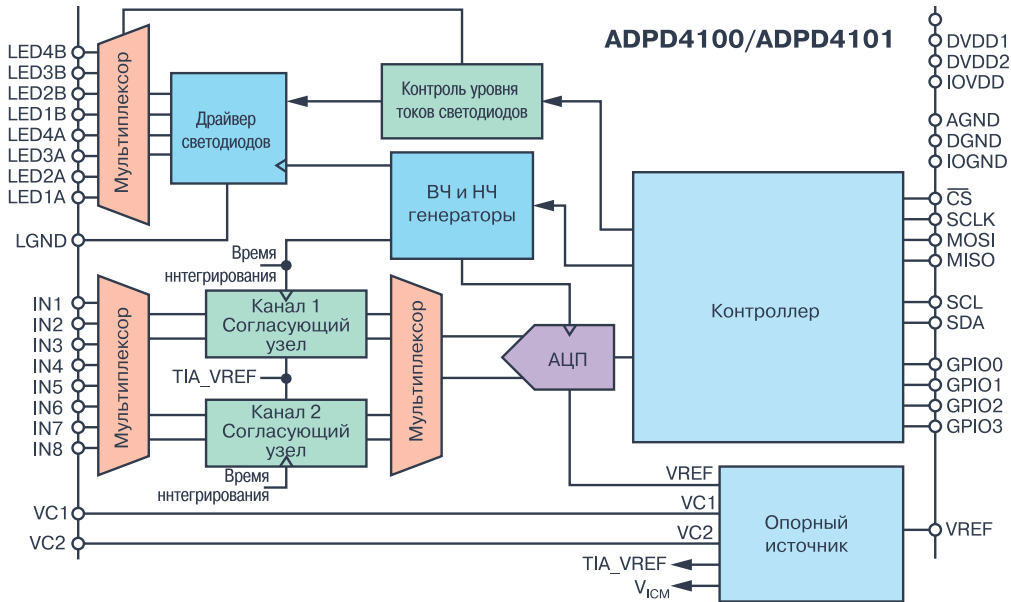 ADPD4100/ADPD4101
LED4B
LED3B
LED2B
LED1B
LED4A
LED3A
LED2A
LED1A
LGND
IN1
IN2
IN3
IN4
IN5
IN6
IN7
IN8
VC1
VC2
Мультиплексор
Драйвер
светодиодов
Контроль уровня
токов светодиодов
ВЧ и НЧ
генераторы
Время
ннтегрирования
Мультиплексор
Канал 1
Согласующий
узел
TIA_VREF
Канал 2
Согласующий
узел
Время
ннтегрирования
Мультиплексор
АЦП
Контроллер
VREF
VC1
VC2
TIA_VREF
VICM
Опорный
источник
DVDD1
DVDD2
IOVDD
AGND
DGND
IOGND
CS
SCLK
MOSI
MISO
SCL
SDA
GPIO0
GPIO1
GPIO2
GPIO3
VREF